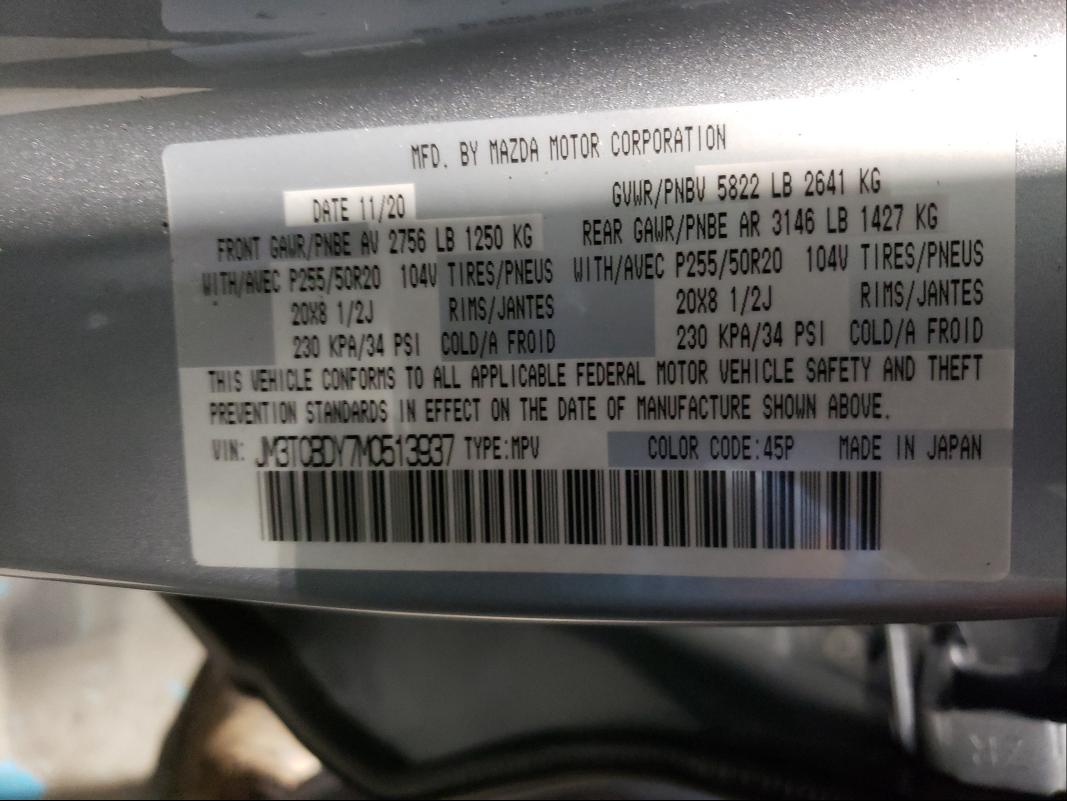 MFD. BY MAZDA MOTOR CORPORATION
DATE 11/20 GVWR/PNBV 5822 LB 2641 KG
FRONT GAWR/PNBE AV 2756 LB 1250 KG REAR GAWR/PNBE AR 3146 LB 1427 KG
WITH/AVEC P255/50R20 104V TIRES/PNEUS WITH/AVEC P255/50R20 104V TIRES/PNEUS
20X8 1/2J RIMS/JANTES 20X8 1/2J RIMS/JANTES
230 KPA/34 PSI COLD/A FROID 230 KPA/34 PSI COLD/A FROID
THIS VEHICLE CONFORMS TO ALL APPLICABLE FEDERAL MOTOR VEHICLE SAFETY AND THEFT
PREVENTION STANDARDS IN EFFECT ON THE DATE OF MANUFACTURE SHOWN ABOVE.
VIN: JM3TCBDY7M0513937 TYPE:MPV COLOR CODE:45P MADE IN JAPAN